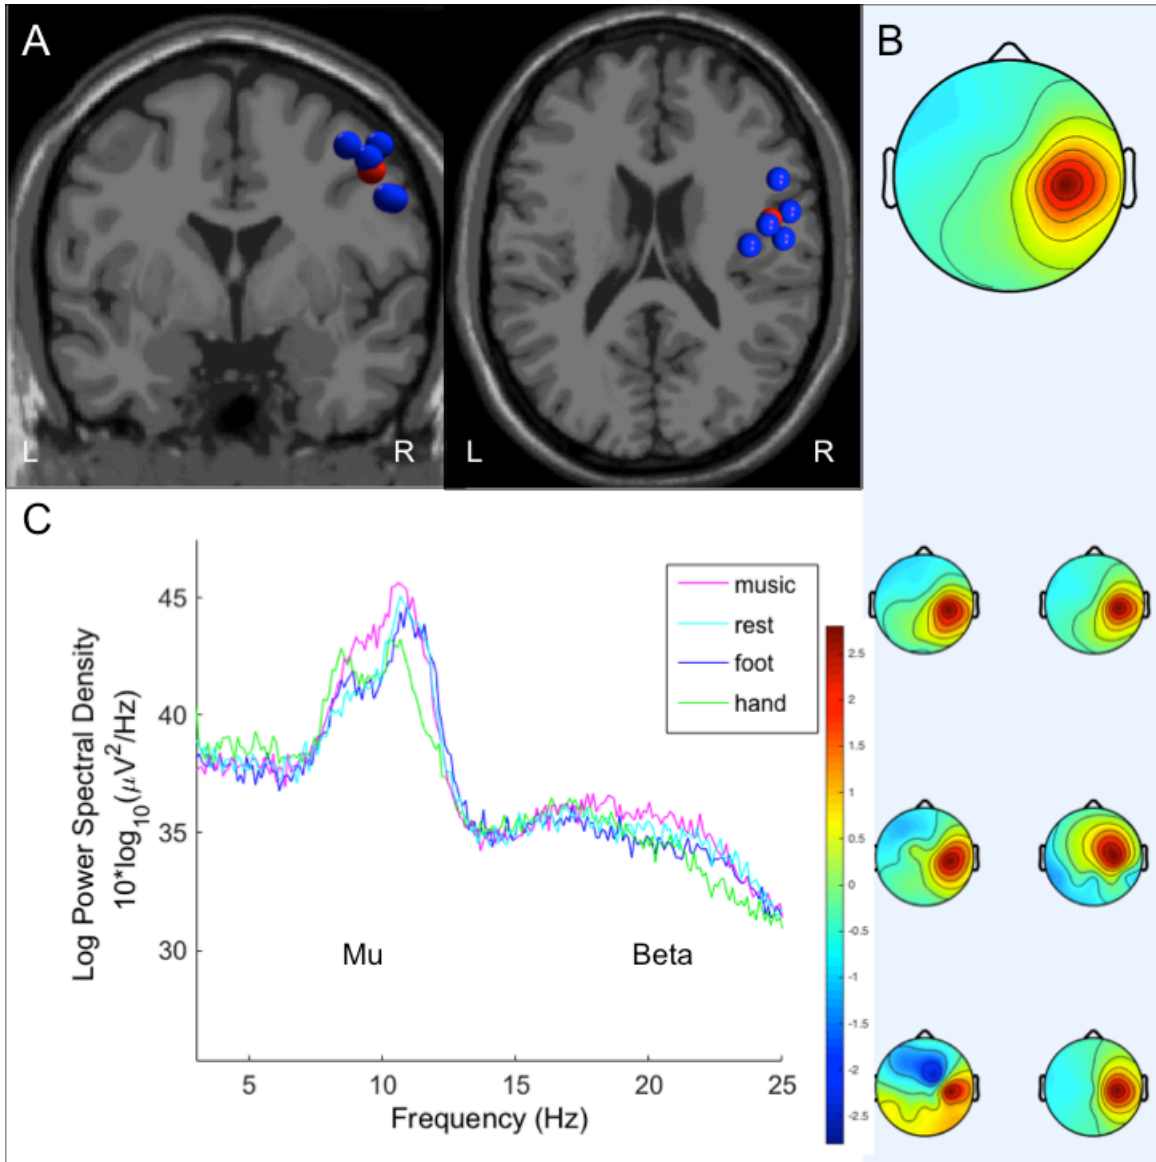 A
B
L
R
L
R
C
Log Power Spectral Density
10*log10(μV2/Hz)
45
40
35
30
5
10
15
20
25
Frequency (Hz)
Mu
Beta
music
rest
foot
hand
2.5
2
1.5
1
0.5
0
-0.5
-1
-1.5
-2
-2.5